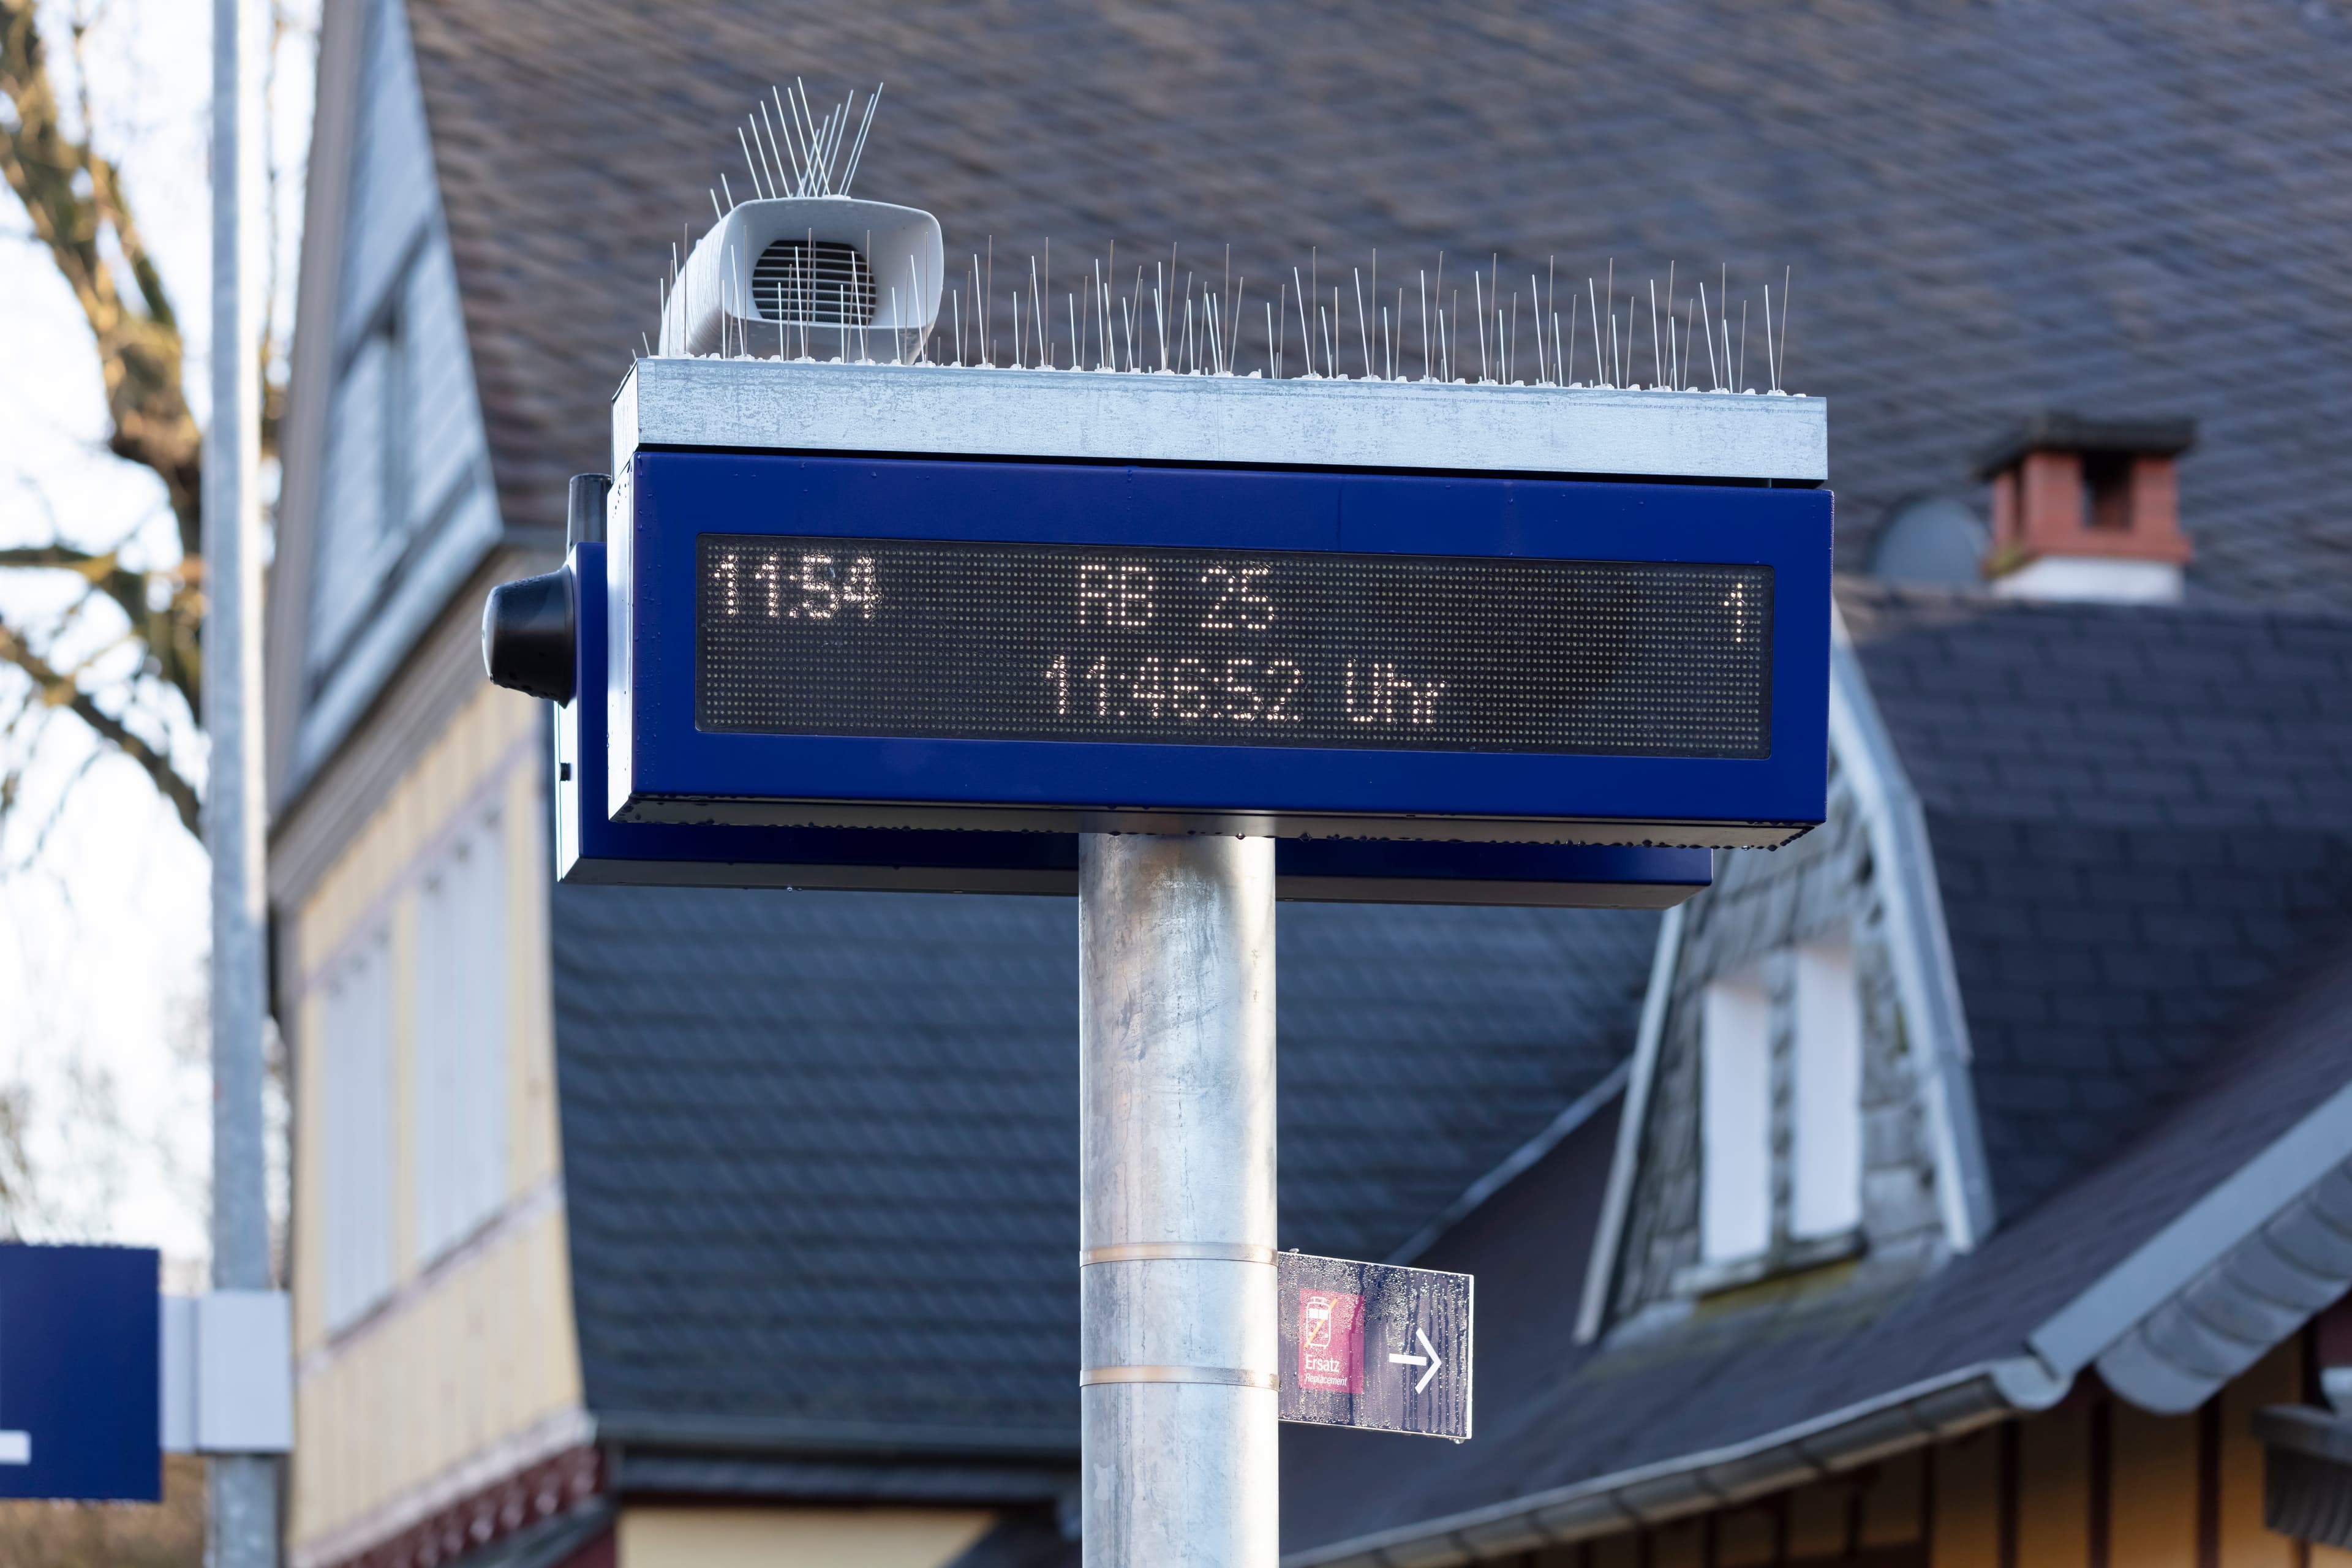 11:54 RB 25 1
11:46:52 Uhr
Ersatz
Replacement